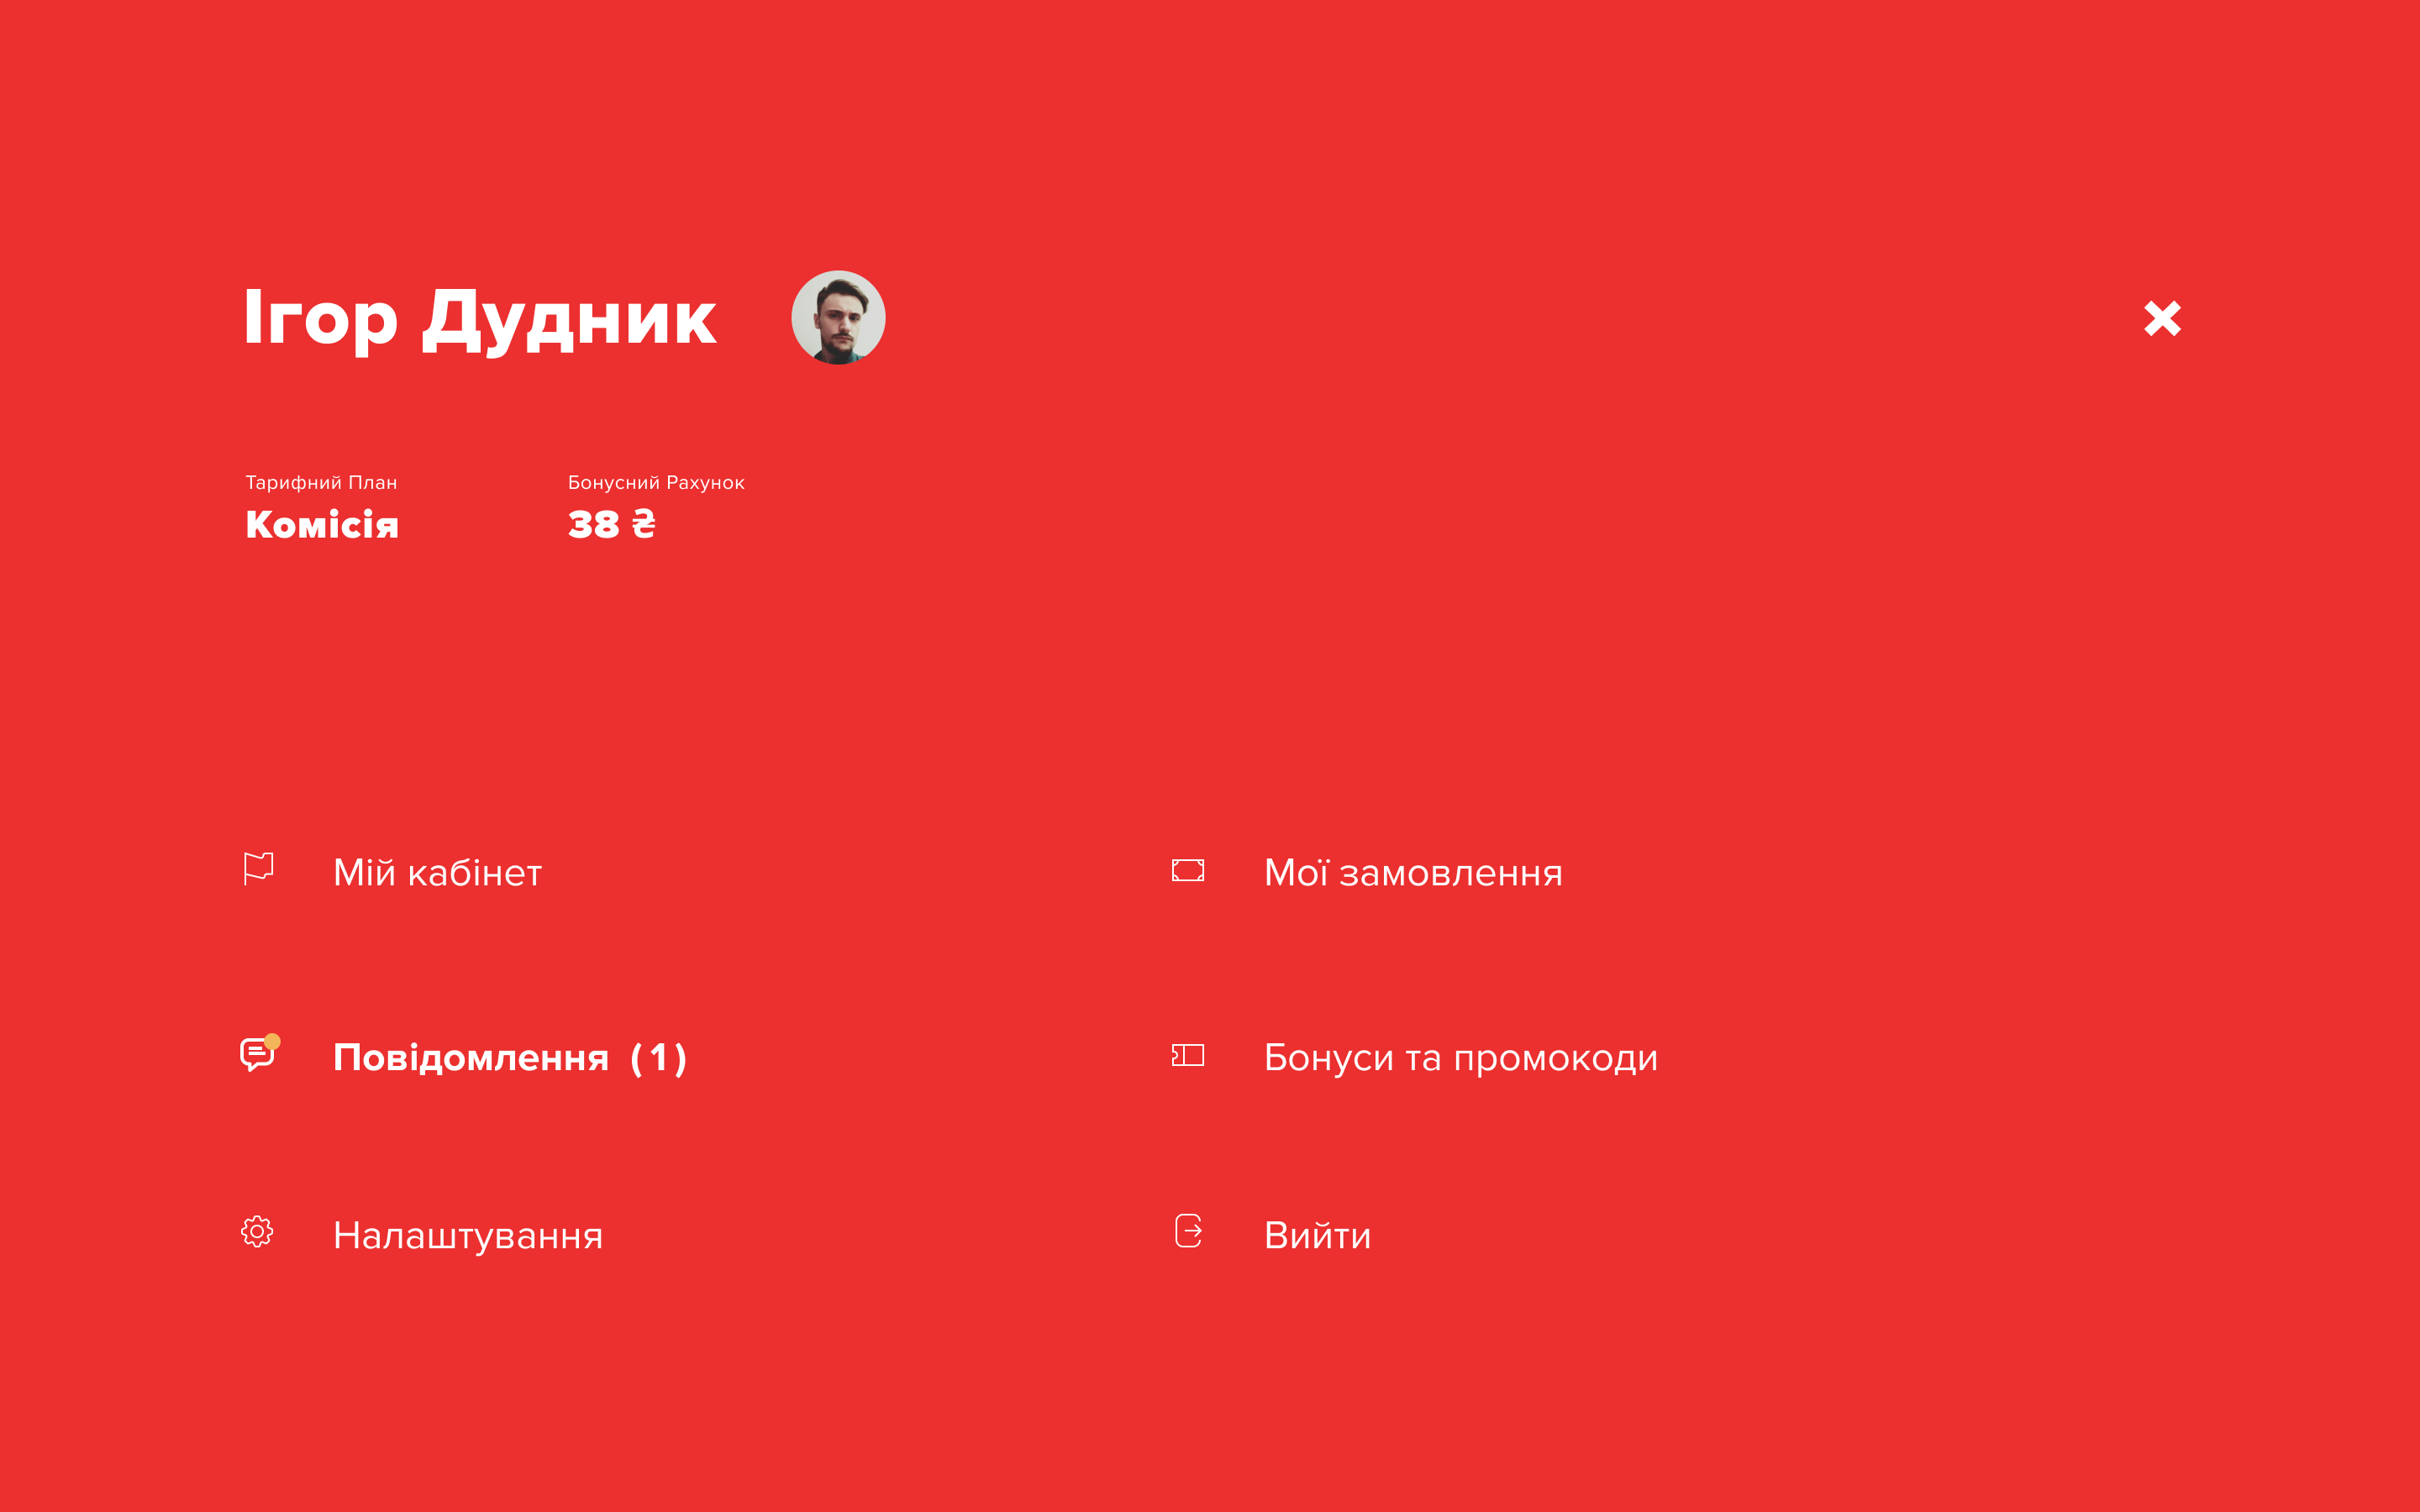 Ігор Дудник
Тарифний План
Комісія
Бонусний Рахунок
38 ₴
Мій кабінет
Мої замовлення
Повідомлення (1)
Бонуси та промокоди
Налаштування
Вийти